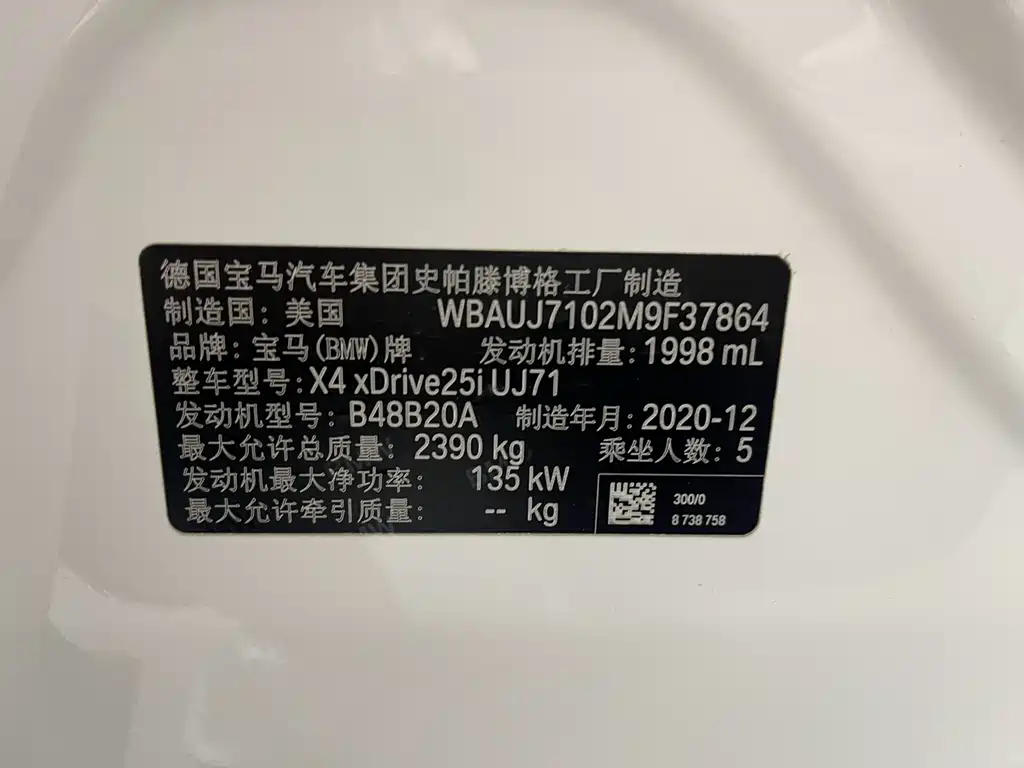 德国宝马汽车集团史帕滕博格工厂制造
制造国：美国 WBAUJ7102M9F37864
品牌：宝马(BMW)牌 发动机排量：1998 mL
整车型号：X4 xDrive25i UJ71
发动机型号：B48B20A 制造年月：2020-12
最大允许总质量：2390 kg 乘坐人数：5
发动机最大净功率： 135 kW
最大允许牵引质量： -- kg
300/0
8 738 758